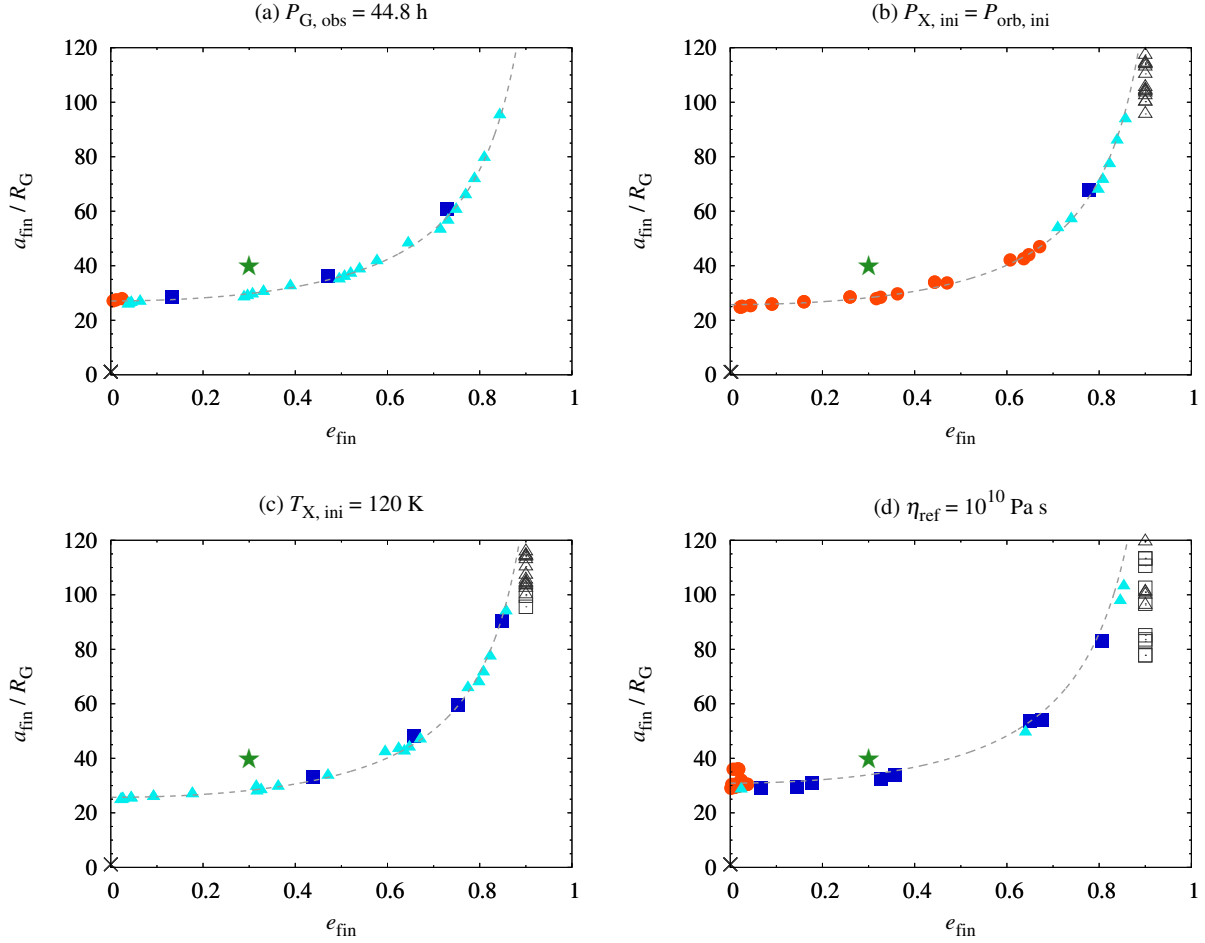 (a) P_G, obs = 44.8 h
120
100
80
60
40
20
0
a_fin / R_G
0 0.2 0.4 0.6 0.8 1
e_fin
(b) P_X, ini = P_orb, ini
120
100
80
60
40
20
0
a_fin / R_G
0 0.2 0.4 0.6 0.8 1
e_fin
(c) T_X, ini = 120 K
120
100
80
60
40
20
0
a_fin / R_G
0 0.2 0.4 0.6 0.8 1
e_fin
(d) η_ref = 10^10 Pa s
120
100
80
60
40
20
0
a_fin / R_G
0 0.2 0.4 0.6 0.8 1
e_fin